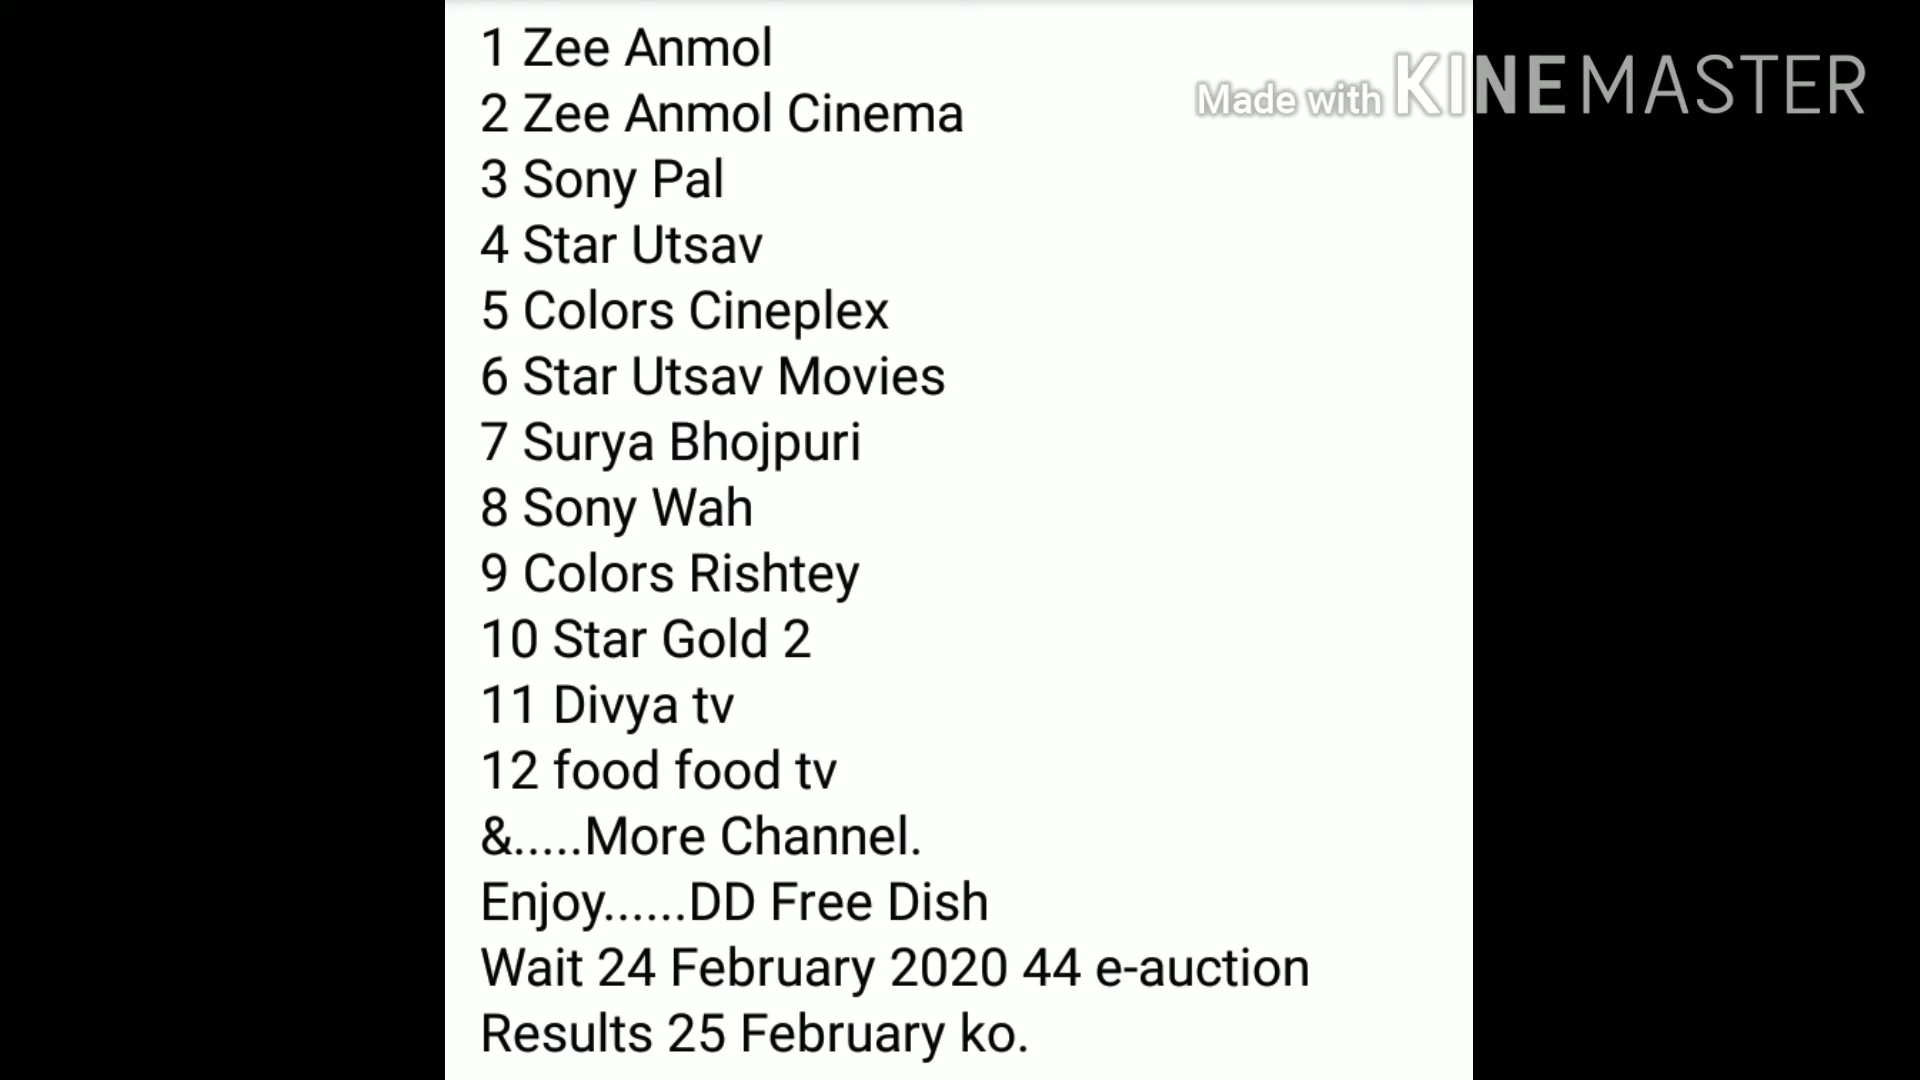 1 Zee Anmol
Made with KINEMASTER
2 Zee Anmol Cinema
3 Sony Pal
4 Star Utsav
5 Colors Cineplex
6 Star Utsav Movies
7 Surya Bhojpuri
8 Sony Wah
9 Colors Rishtey
10 Star Gold 2
11 Divya tv
12 food food tv
&.....More Channel.
Enjoy......DD Free Dish
Wait 24 February 2020 44 e-auction
Results 25 February ko.